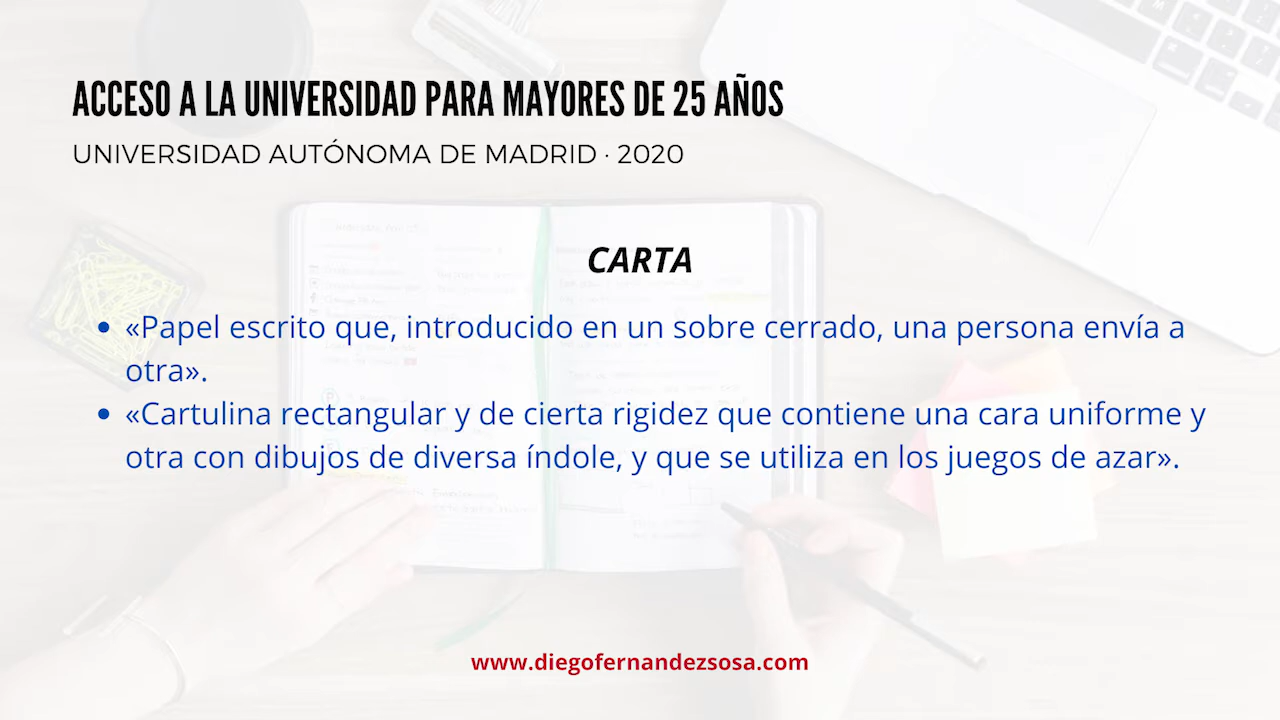 ACCESO A LA UNIVERSIDAD PARA MAYORES DE 25 AÑOS
UNIVERSIDAD AUTÓNOMA DE MADRID · 2020
CARTA
• «Papel escrito que, introducido en un sobre cerrado, una persona envía a
otra».
• «Cartulina rectangular y de cierta rigidez que contiene una cara uniforme y
otra con dibujos de diversa índole, y que se utiliza en los juegos de azar».
www.diegofernandezsosa.com